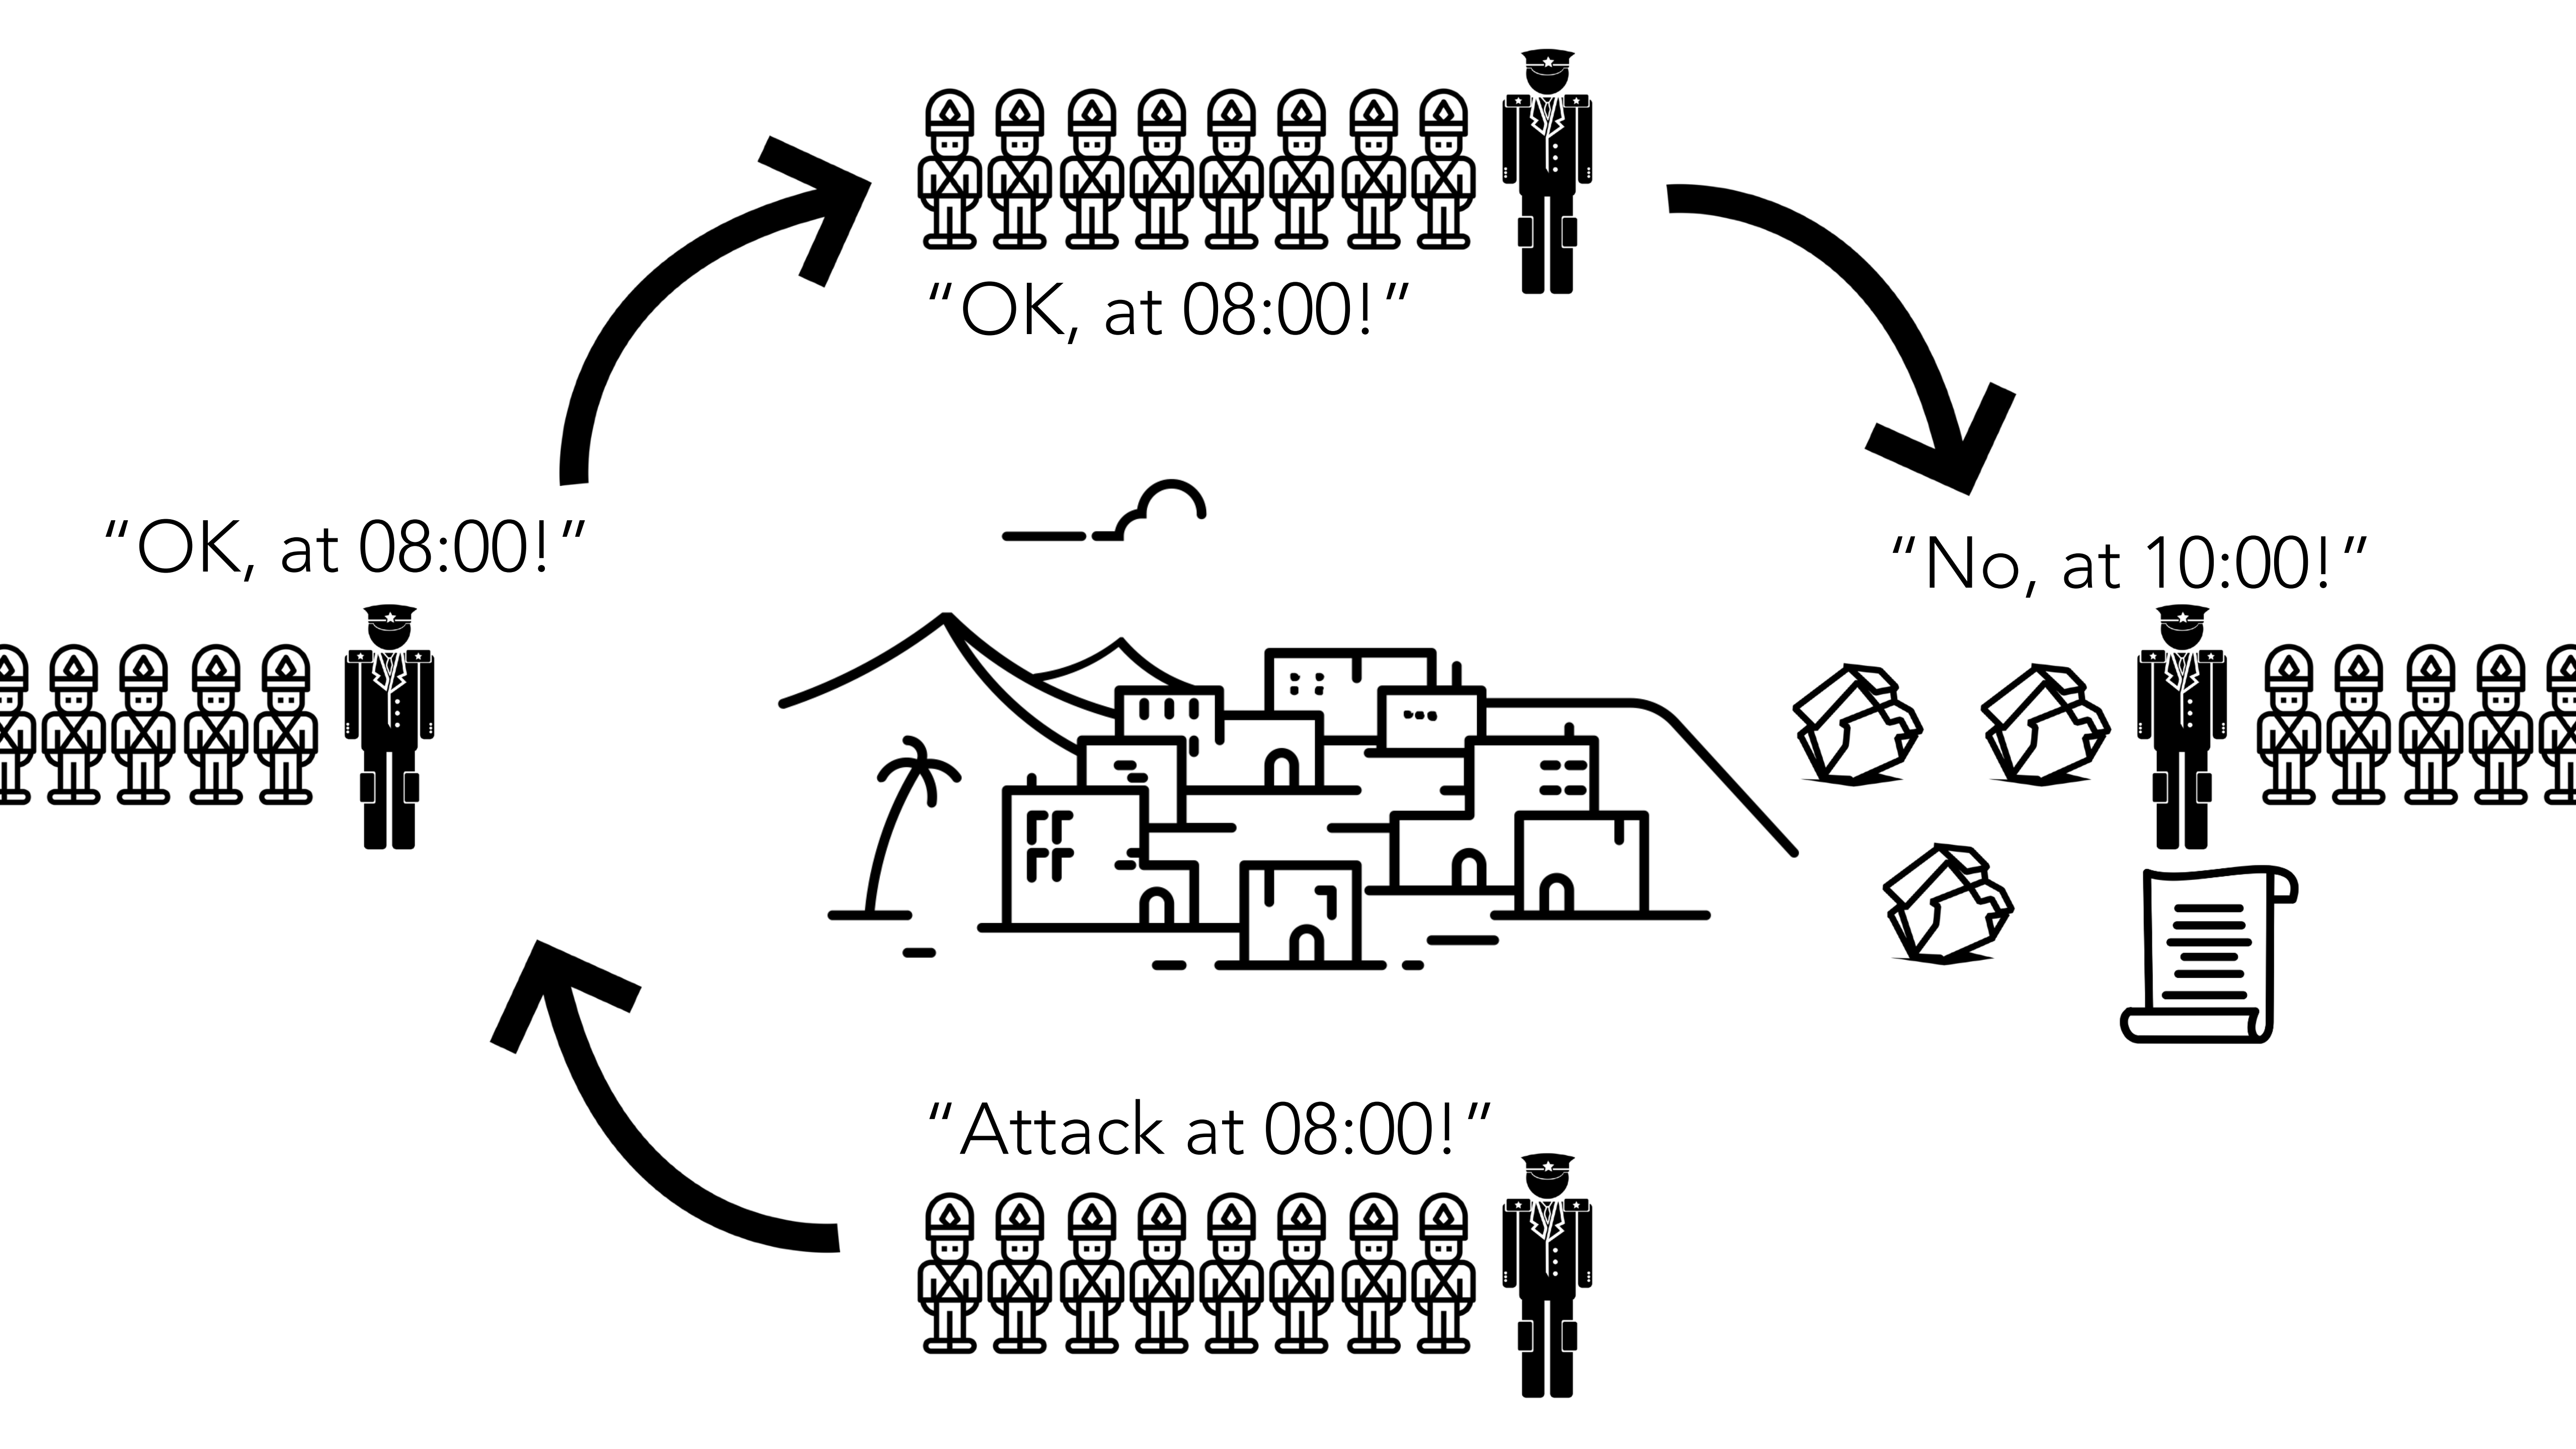 “OK, at 08:00!”
“OK, at 08:00!”
“No, at 10:00!”
“Attack at 08:00!”